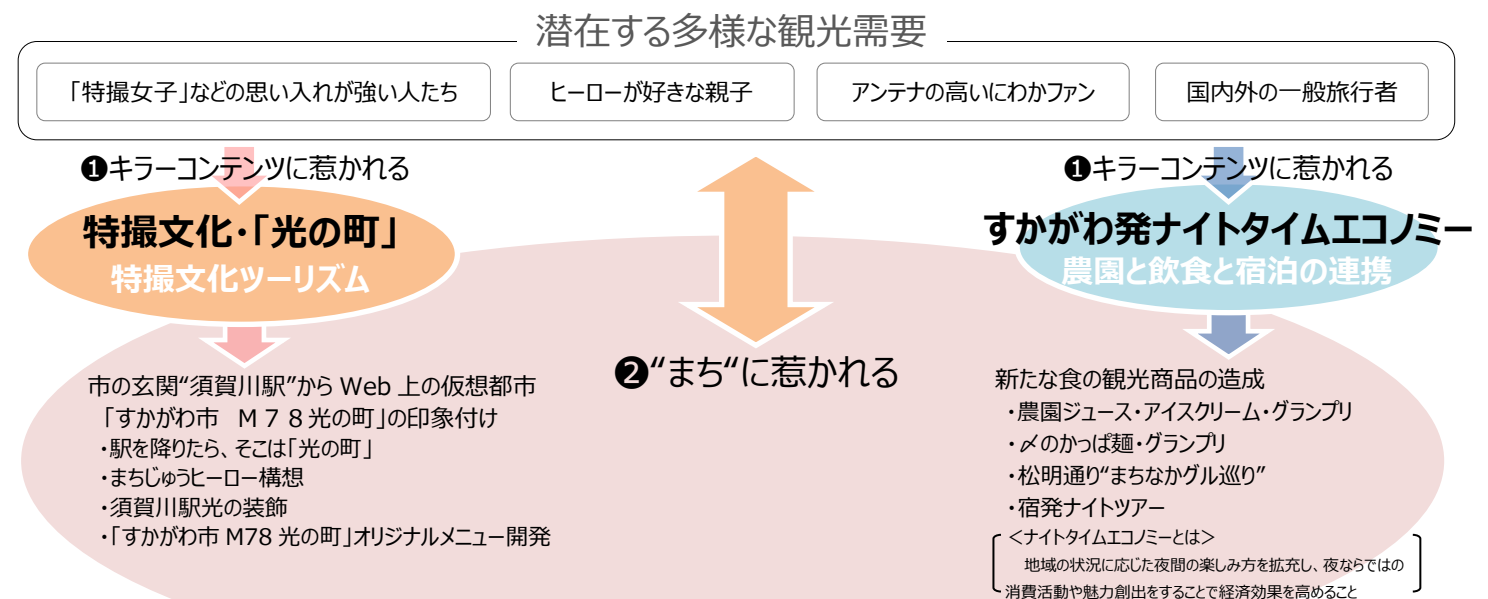 潜在する多様な観光需要
「特撮女子」などの思い入れが強い人たち
ヒーローが好きな親子
アンテナの高いにわかファン
国内外の一般旅行者
❶キラーコンテンツに惹かれる
特撮文化・「光の町」
特撮文化ツーリズム
市の玄関“須賀川駅”から Web 上の仮想都市
「すかがわ市　M７８光の町」の印象付け
・駅を降りたら、そこは「光の町」
・まちじゅうヒーロー構想
・須賀川駅光の装飾
・「すかがわ市 M78 光の町」オリジナルメニュー開発
❷“まち“に惹かれる
❶キラーコンテンツに惹かれる
すかがわ発ナイトタイムエコノミー
農園と飲食と宿泊の連携
新たな食の観光商品の造成
・農園ジュース・アイスクリーム・グランプリ
・〆のかっぱ麺・グランプリ
・松明通り“まちなかグル巡り”
・宿発ナイトツアー
＜ナイトタイムエコノミーとは＞
地域の状況に応じた夜間の楽しみ方を拡充し、夜ならではの
消費活動や魅力創出をすることで経済効果を高めること